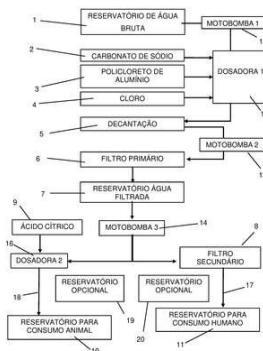 1
RESERVATÓRIO DE ÁGUA
BRUTA
MOTOBOMBA 1
2
CARBONATO DE SÓDIO
3
POLICLORETO DE
ALUMÍNIO
DOSADORA 1
4
CLORO
5
DECANTAÇÃO
MOTOBOMBA 2
6
FILTRO PRIMÁRIO
7
RESERVATÓRIO ÁGUA
FILTRADA
9
8
ÁCIDO CÍTRICO
MOTOBOMBA 3
14
16
DOSADORA 2
FILTRO
SECUNDÁRIO
18
RESERVATÓRIO
OPCIONAL
19
RESERVATÓRIO
OPCIONAL
20
17
RESERVATÓRIO PARA
CONSUMO ANIMAL
RESERVATÓRIO PARA
CONSUMO HUMANO
11